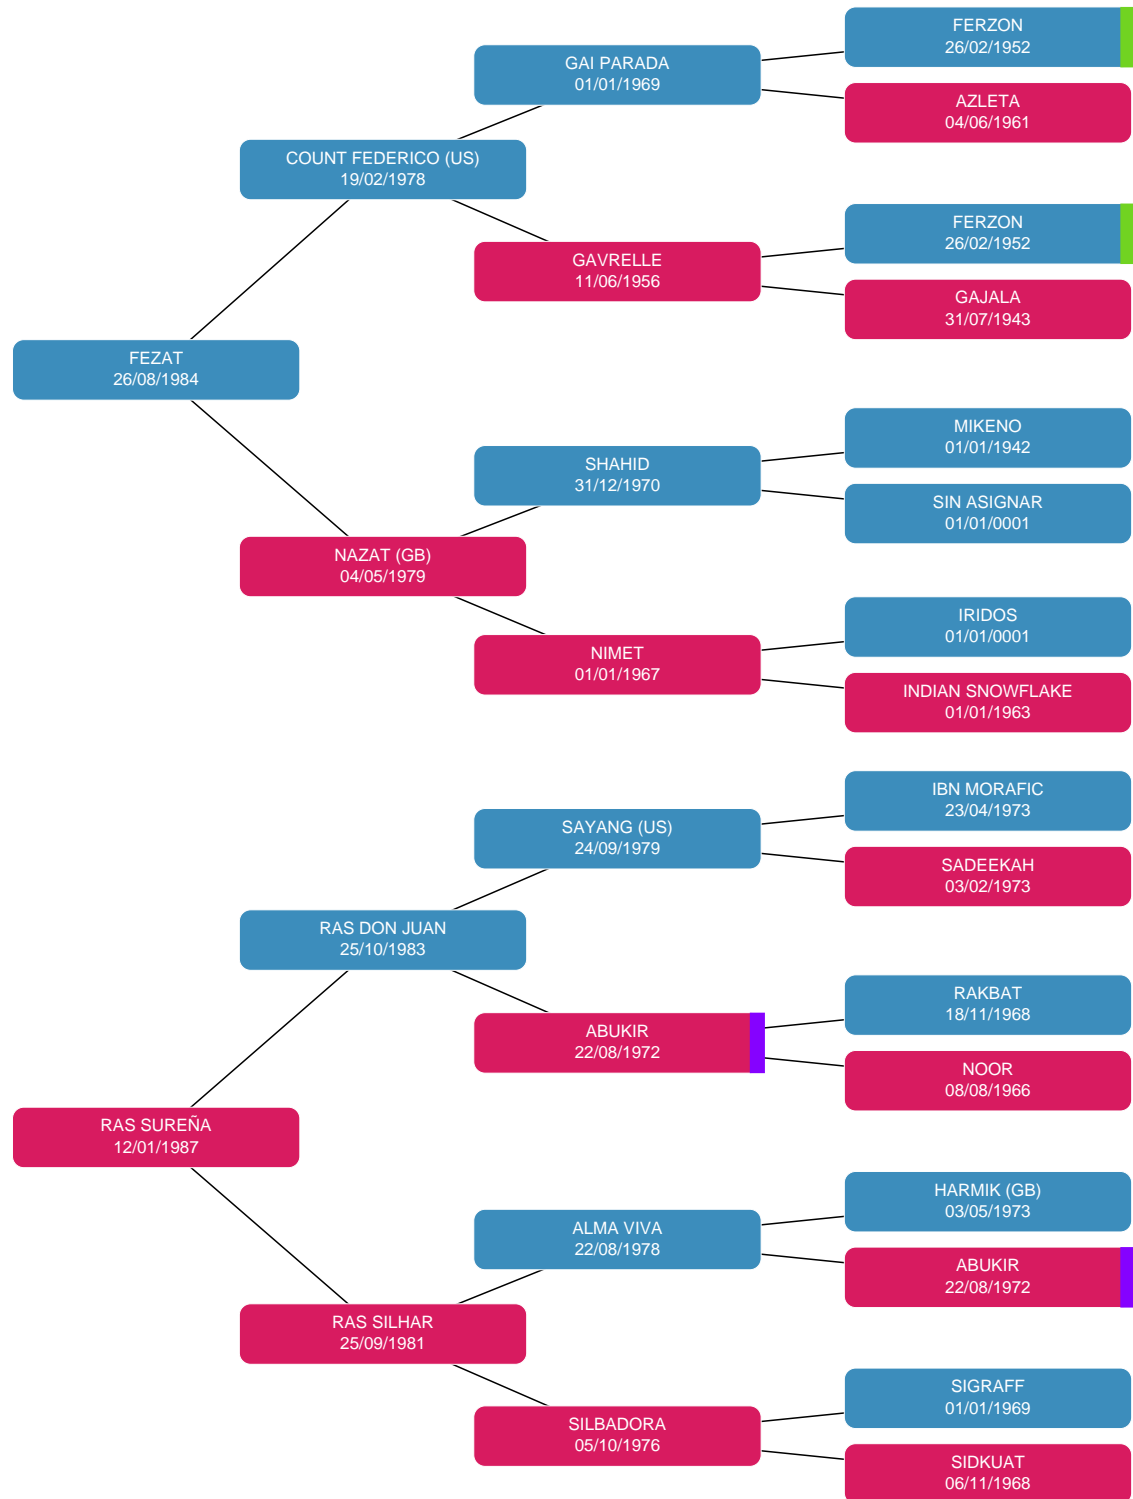 FERZON
26/02/1952
GAI PARADA
01/01/1969
AZLETA
04/06/1961
COUNT FEDERICO (US)
19/02/1978
FERZON
26/02/1952
GAVRELLE
11/06/1956
GAJALA
31/07/1943
FEZAT
26/08/1984
MIKENO
01/01/1942
SHAHID
31/12/1970
SIN ASIGNAR
01/01/0001
NAZAT (GB)
04/05/1979
IRIDOS
01/01/0001
NIMET
01/01/1967
INDIAN SNOWFLAKE
01/01/1963
IBN MORAFIC
23/04/1973
SAYANG (US)
24/09/1979
SADEEKAH
03/02/1973
RAS DON JUAN
25/10/1983
RAKBAT
18/11/1968
ABUKIR
22/08/1972
NOOR
08/08/1966
RAS SUREÑA
12/01/1987
HARMIK (GB)
03/05/1973
ALMA VIVA
22/08/1978
ABUKIR
22/08/1972
RAS SILHAR
25/09/1981
SIGRAFF
01/01/1969
SILBADORA
05/10/1976
SIDKUAT
06/11/1968